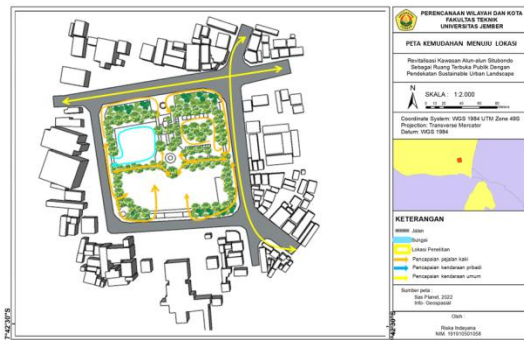 PERENCANAAN WILAYAH DAN KOTA
FAKULTAS TEKNIK
UNIVERSITAS JEMBER
PETA KEMUDAHAN MENUJU LOKASI
Revitalisasi Kawasan Alun-alun Situbondo
Sebagai Ruang Terbuka Publik Dengan
Pendekatan Sustainable Urban Landscape
N
SKALA : 1:2.000
Coordinate System: WGS 1984 UTM Zone 49S
Projection: Transverse Mercator
Datum: WGS 1984
KETERANGAN
Jalan
Sungai
Lokasi Penelitian
Pencapaian pejalan kaki
Pencapaian kendaraan pribadi
Pencapaian kendaraan umum
Sumber peta :
Sas Planet, 2022
Info- Geospasial
Oleh :
Riska Indayana
7°42'30"S